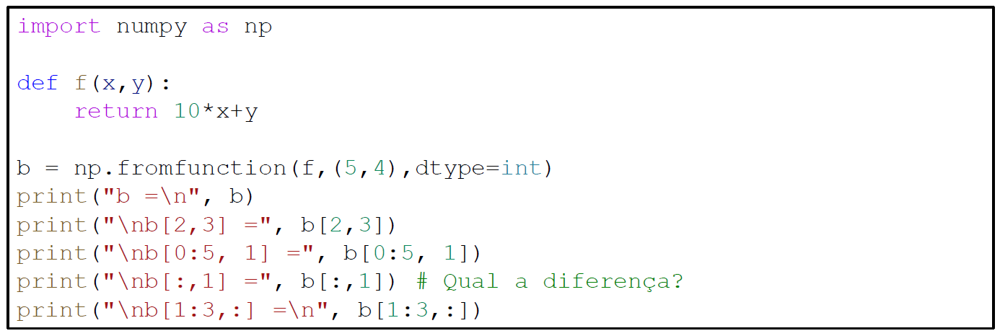 import numpy as np
def f(x,y):
    return 10*x+y
b = np.fromfunction(f,(5,4),dtype=int)
print("b =\n", b)
print("\nb[2,3] =", b[2,3])
print("\nb[0:5, 1] =", b[0:5, 1])
print("\nb[:,1] =", b[:,1]) # Qual a diferença?
print("\nb[1:3,:] =\n", b[1:3,:])